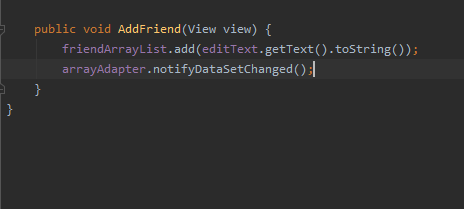 public void AddFriend(View view) {
friendArrayList.add(editText.getText().toString());
arrayAdapter.notifyDataSetChanged();
}
}